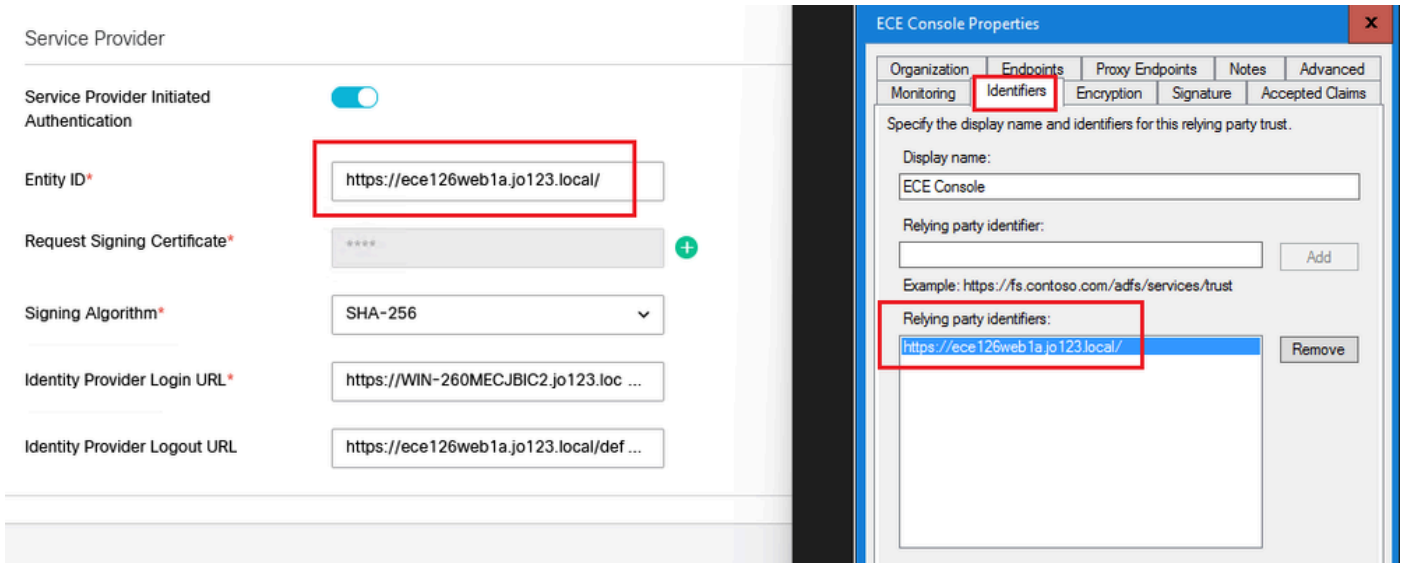 Service Provider
Service Provider Initiated
Authentication
Entity ID*
https://ece126web1a.jo123.local/
Request Signing Certificate*
****
Signing Algorithm*
SHA-256
Identity Provider Login URL*
https://WIN-260MECJBIC2.jo123.loc ...
Identity Provider Logout URL
https://ece126web1a.jo123.local/def ...
ECE Console Properties
x
Organization Endpoints Proxy Endpoints Notes Advanced
Monitoring Identifiers Encryption Signature Accepted Claims
Specify the display name and identifiers for this relying party trust.
Display name:
ECE Console
Relying party identifier:
Add
Example: https://fs.contoso.com/adfs/services/trust
Relying party identifiers:
https://ece126web1a.jo123.local/
Remove